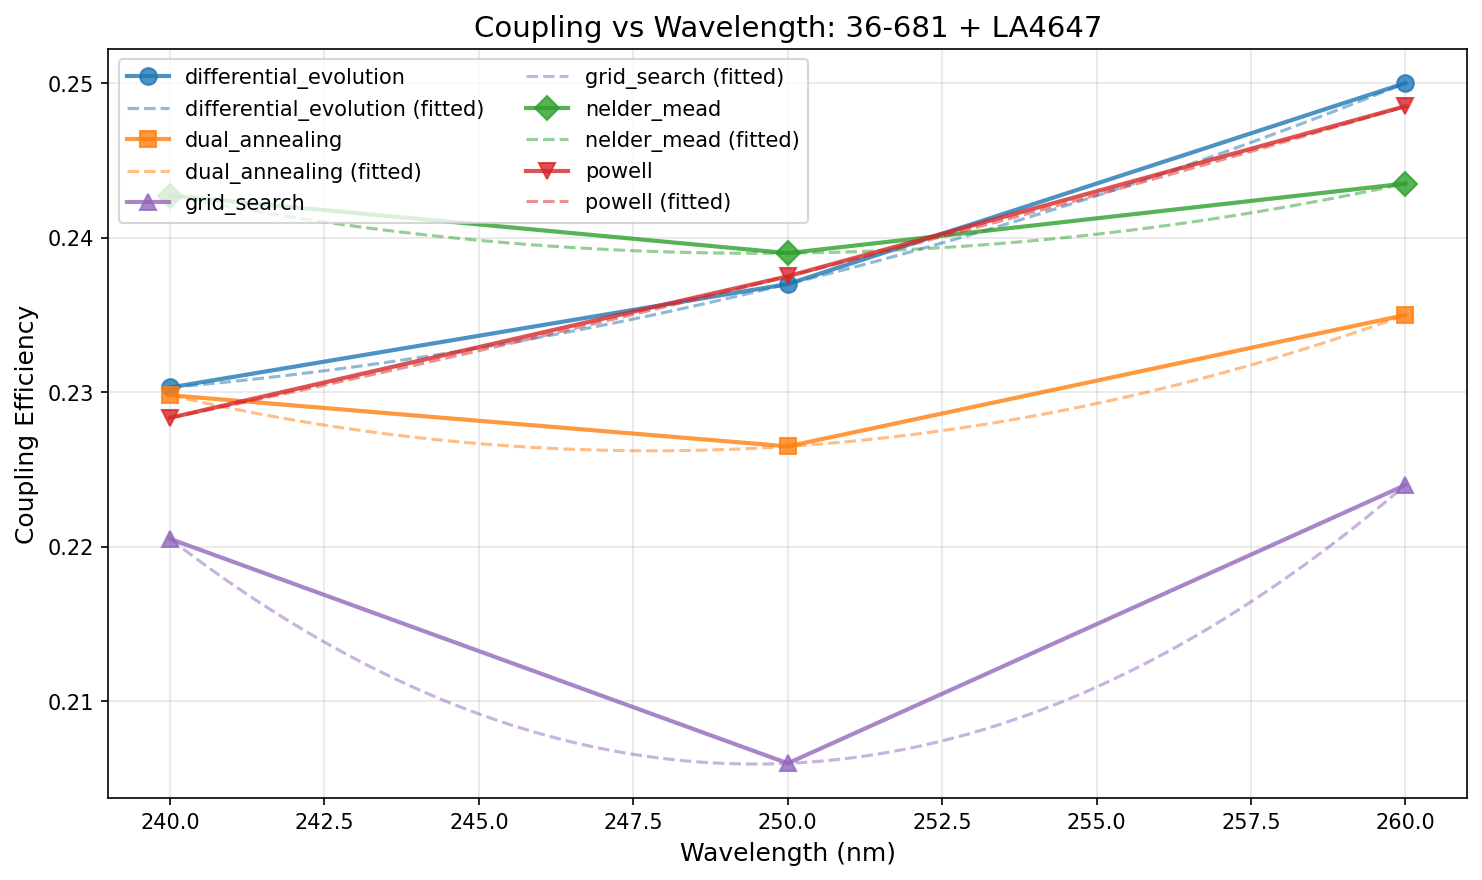 Coupling vs Wavelength: 36-681 + LA4647
differential_evolution
differential_evolution (fitted)
dual_annealing
dual_annealing (fitted)
grid_search
grid_search (fitted)
nelder_mead
nelder_mead (fitted)
powell
powell (fitted)
Coupling Efficiency
0.25
0.24
0.23
0.22
0.21
240.0 242.5 245.0 247.5 250.0 252.5 255.0 257.5 260.0
Wavelength (nm)